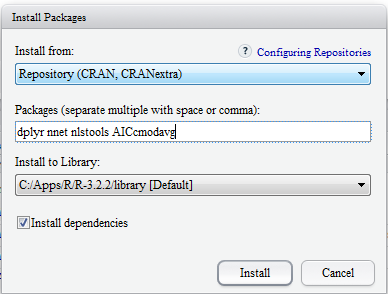 Install Packages
Install from:
? Configuring Repositories
Repository (CRAN, CRANextra)
Packages (separate multiple with space or comma):
dplyr nnet nlstools AICcmodavg
Install to Library:
C:/Apps/R/R-3.2.2/library [Default]
Install dependencies
Install
Cancel